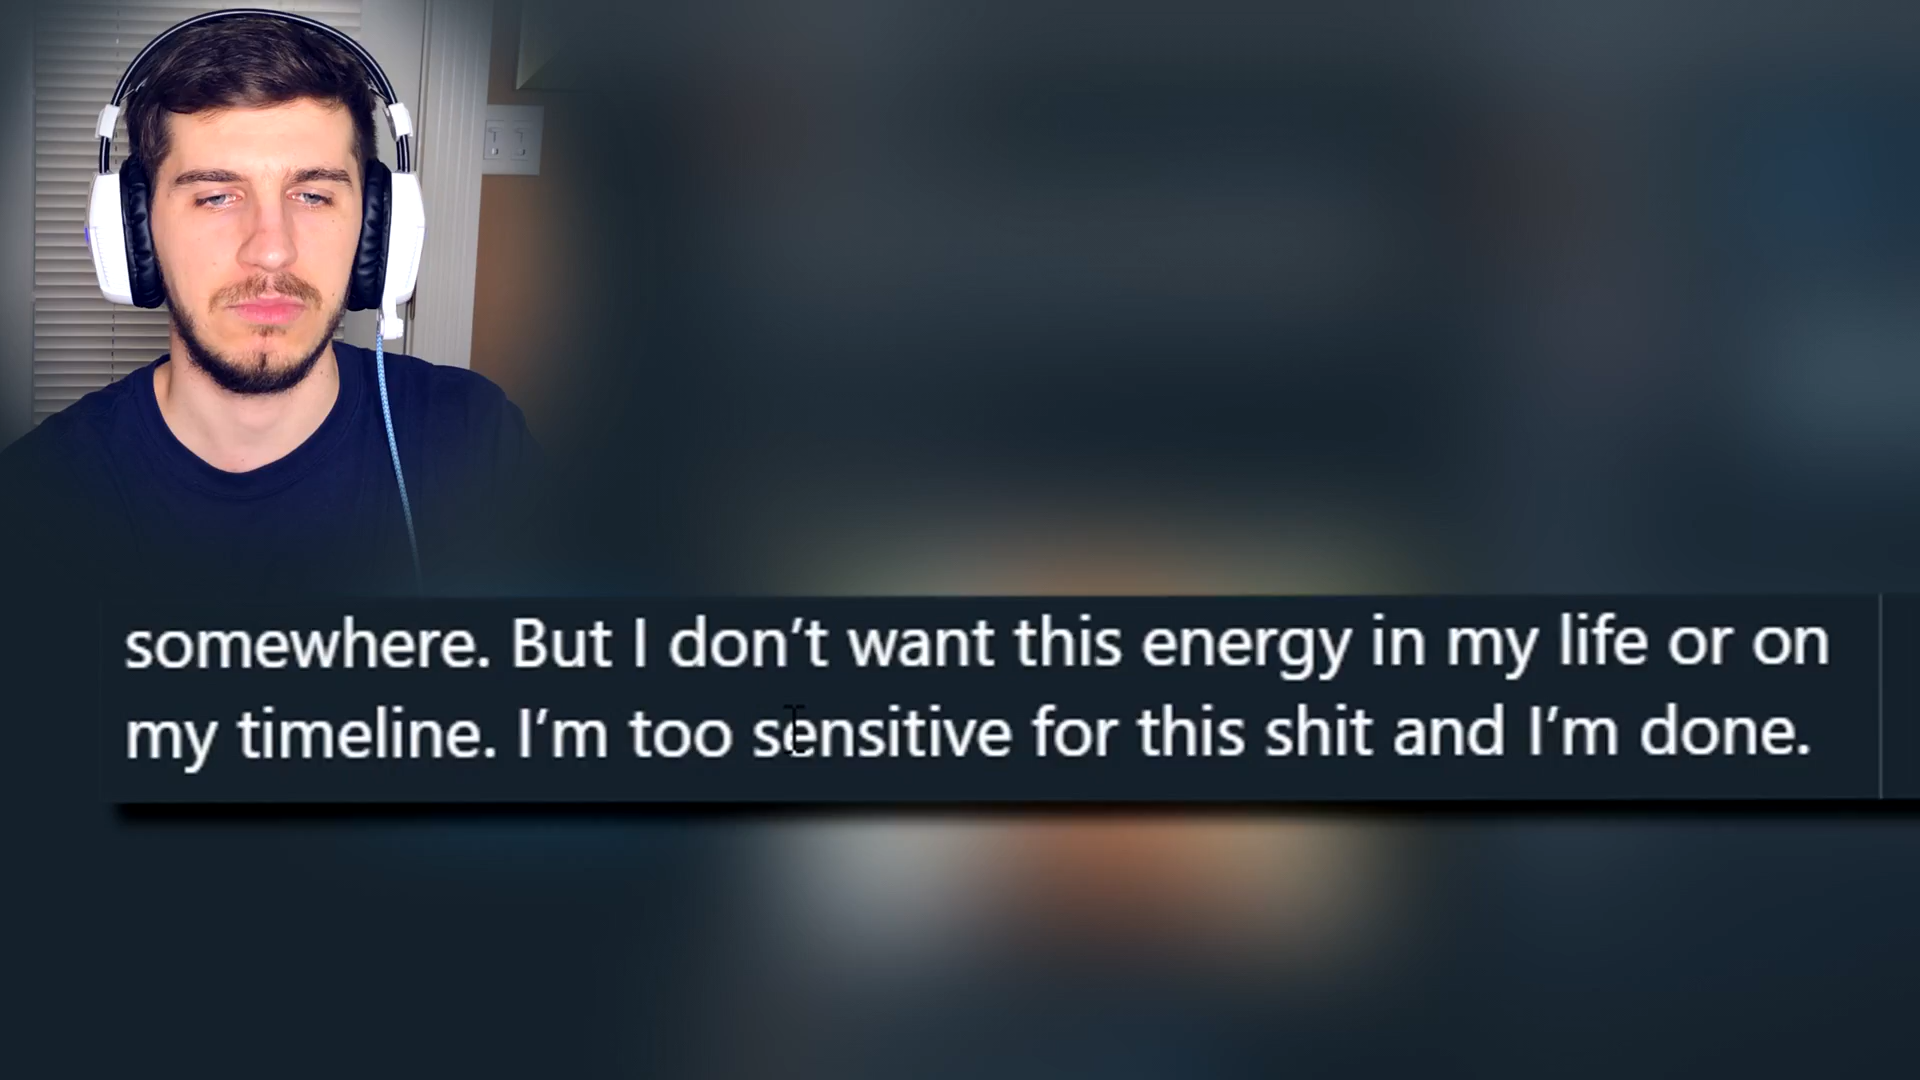 somewhere. But I don’t want this energy in my life or on
my timeline. I’m too sensitive for this shit and I’m done.